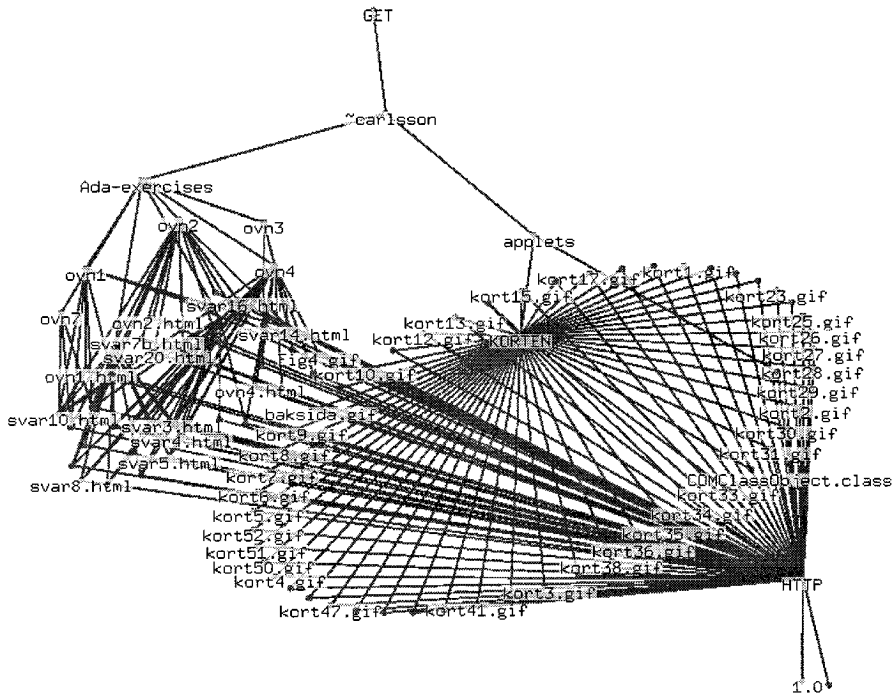 GET
~carlsson
Ada-exercises
ovn2
ovn3
applets
ovn1
ovn4
kort17.gif
kort1.gif
kort15.gif
kort23.gif
svar16.html
ovn7
ovn2.html
kort13.gif
kort25.gif
svar14.html
kort12.gif
KORTEN
kort26.gif
svar7b.html
svar20.html
Fig4.gif
kort27.gif
ovn1.html
kort10.gif
kort28.gif
ovn4.html
kort29.gif
svar10.html
baksida.gif
kort2.gif
svar3.html
kort9.gif
kort30.gif
svar4.html
kort8.gif
kort31.gif
svar5.html
kort7.gif
CDMClassObject.class
svar8.html
kort6.gif
kort33.gif
kort5.gif
kort34.gif
kort52.gif
kort35.gif
kort51.gif
kort36.gif
kort50.gif
kort38.gif
kort4.gif
HTTP
kort3.gif
kort47.gif
kort41.gif
1.0